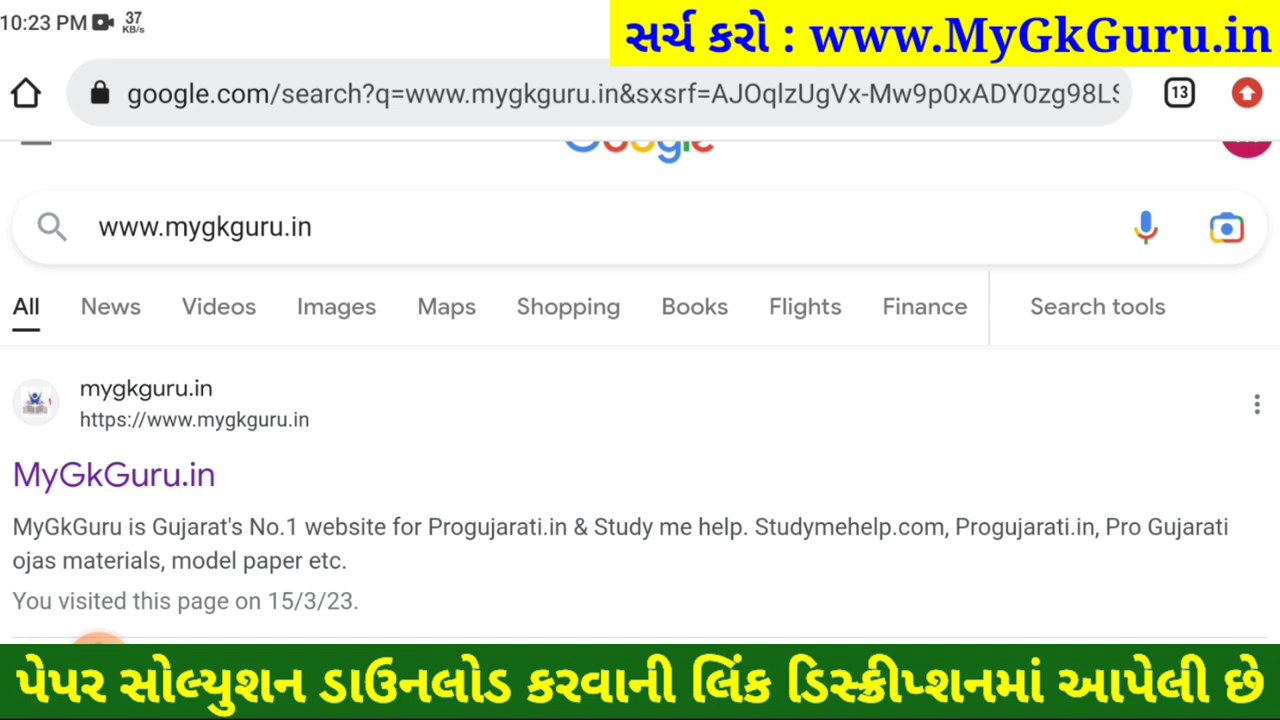 10:23 PM 37 KB/s
સર્ચ કરો : www.MyGkGuru.in
google.com/search?q=www.mygkguru.in&sxsrf=AJOqlzUgVx-Mw9p0xADY0zg98LS
13
Google
www.mygkguru.in
All News Videos Images Maps Shopping Books Flights Finance Search tools
mygkguru.in
https://www.mygkguru.in
MyGkGuru.in
MyGkGuru is Gujarat's No.1 website for Progujarati.in & Study me help. Studymehelp.com, Progujarati.in, Pro Gujarati
ojas materials, model paper etc.
You visited this page on 15/3/23.
પેપર સોલ્યુશન ડાઉનલોડ કરવાની લિંક ડિસ્ક્રીપ્શનમાં આપેલી છે